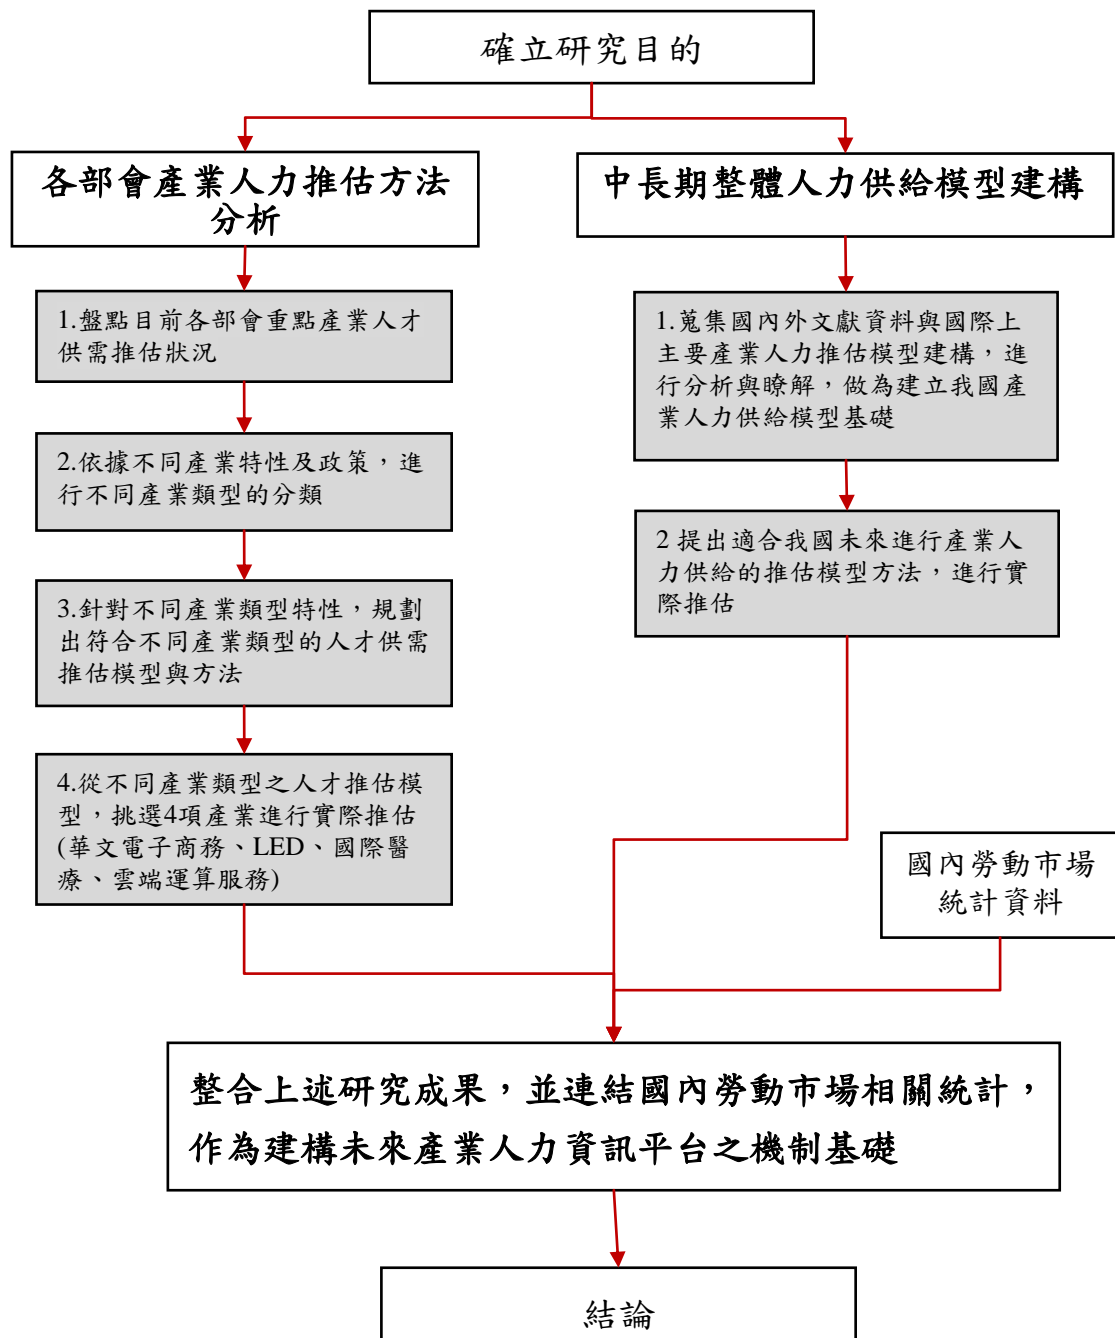 確立研究目的
各部會產業人力推估方法
分析
1.盤點目前各部會重點產業人才
供需推估狀況
2.依據不同產業特性及政策，進
行不同產業類型的分類
3.針對不同產業類型特性，規劃
出符合不同產業類型的人才供需
推估模型與方法
4.從不同產業類型之人才推估模
型，挑選4項產業進行實際推估
(華文電子商務、LED、國際醫
療、雲端運算服務)
中長期整體人力供給模型建構
1.蒐集國內外文獻資料與國際上
主要產業人力推估模型建構，進
行分析與瞭解，做為建立我國產
業人力供給模型基礎
2 提出適合我國未來進行產業人
力供給的推估模型方法，進行實
際推估
國內勞動市場
統計資料
整合上述研究成果，並連結國內勞動市場相關統計，
作為建構未來產業人力資訊平台之機制基礎
結論